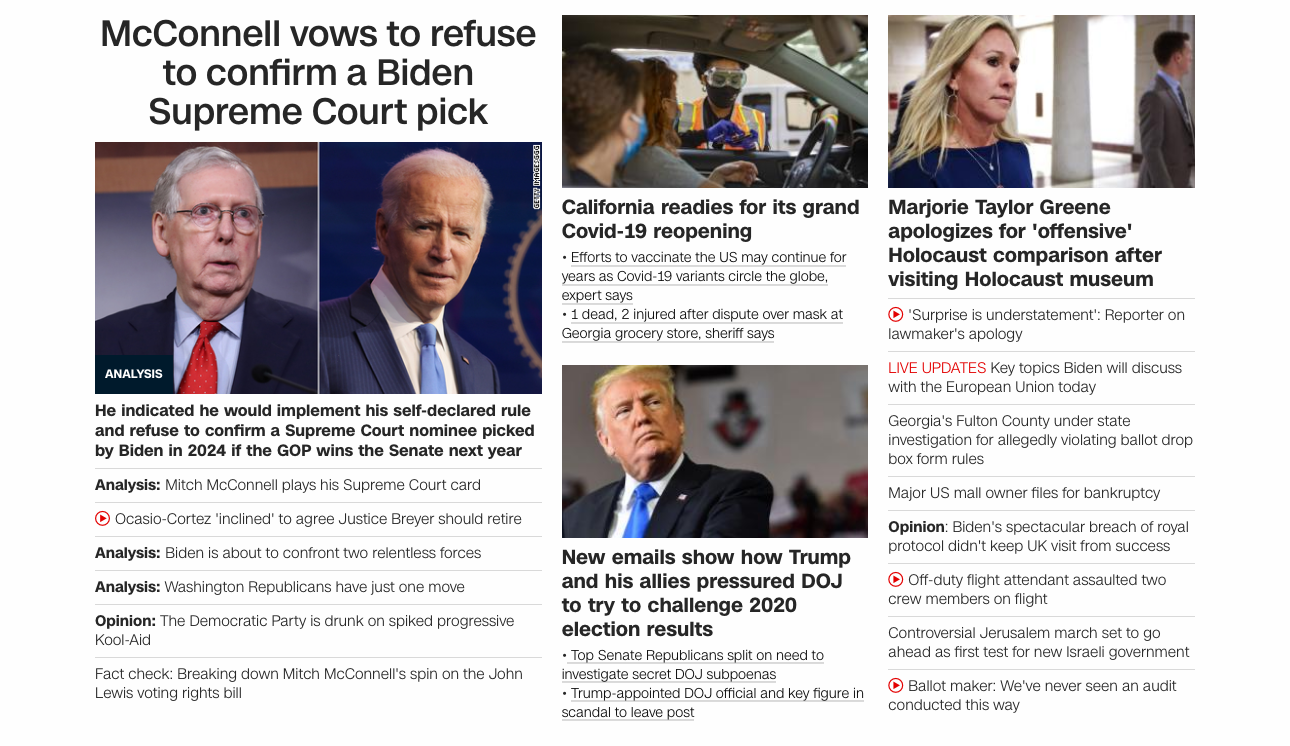 McConnell vows to refuse
to confirm a Biden
Supreme Court pick
GETTY IMAGESGGG
ANALYSIS
He indicated he would implement his self-declared rule
and refuse to confirm a Supreme Court nominee picked
by Biden in 2024 if the GOP wins the Senate next year
Analysis: Mitch McConnell plays his Supreme Court card
Ocasio-Cortez 'inclined' to agree Justice Breyer should retire
Analysis: Biden is about to confront two relentless forces
Analysis: Washington Republicans have just one move
Opinion: The Democratic Party is drunk on spiked progressive
Kool-Aid
Fact check: Breaking down Mitch McConnell's spin on the John
Lewis voting rights bill
California readies for its grand
Covid-19 reopening
• Efforts to vaccinate the US may continue for
years as Covid-19 variants circle the globe,
expert says
• 1 dead, 2 injured after dispute over mask at
Georgia grocery store, sheriff says
New emails show how Trump
and his allies pressured DOJ
to try to challenge 2020
election results
• Top Senate Republicans split on need to
investigate secret DOJ subpoenas
• Trump-appointed DOJ official and key figure in
scandal to leave post
Marjorie Taylor Greene
apologizes for 'offensive'
Holocaust comparison after
visiting Holocaust museum
'Surprise is understatement': Reporter on
lawmaker's apology
LIVE UPDATES Key topics Biden will discuss
with the European Union today
Georgia's Fulton County under state
investigation for allegedly violating ballot drop
box form rules
Major US mall owner files for bankruptcy
Opinion: Biden's spectacular breach of royal
protocol didn't keep UK visit from success
Off-duty flight attendant assaulted two
crew members on flight
Controversial Jerusalem march set to go
ahead as first test for new Israeli government
Ballot maker: We've never seen an audit
conducted this way